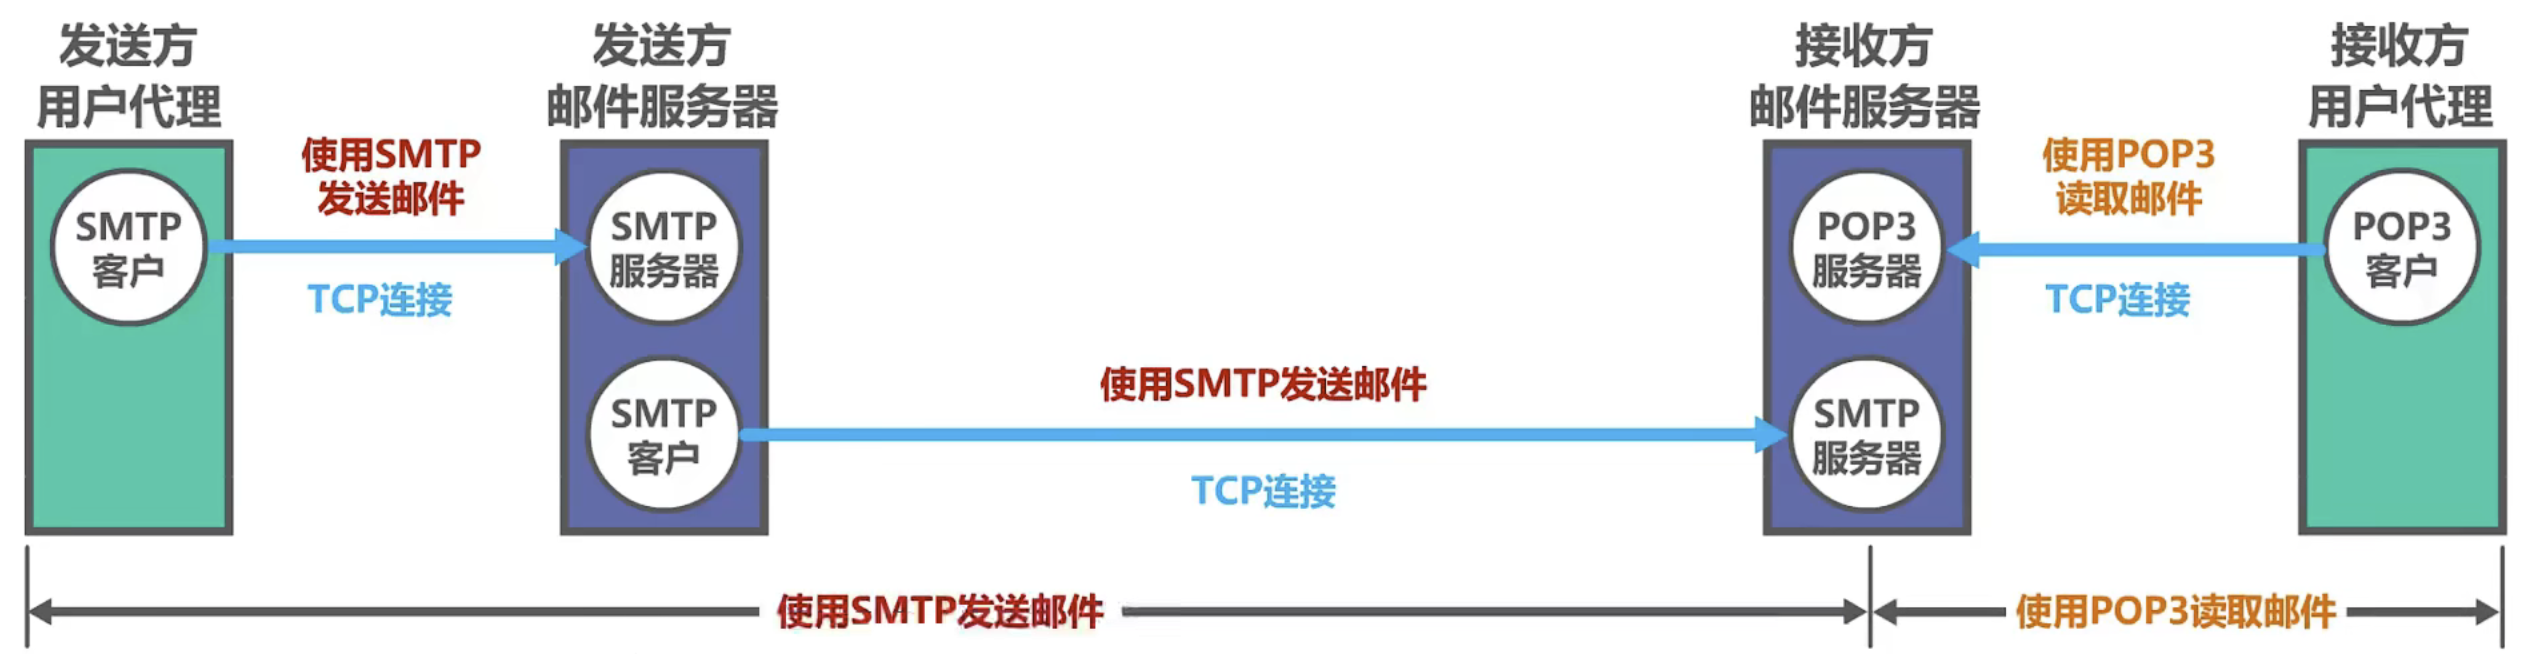 发送方
用户代理
发送方
邮件服务器
接收方
邮件服务器
接收方
用户代理
使用SMTP
发送邮件
使用POP3
读取邮件
SMTP
客户
SMTP
服务器
POP3
服务器
POP3
客户
TCP连接
TCP连接
使用SMTP发送邮件
SMTP
客户
SMTP
服务器
TCP连接
使用SMTP发送邮件
使用POP3读取邮件